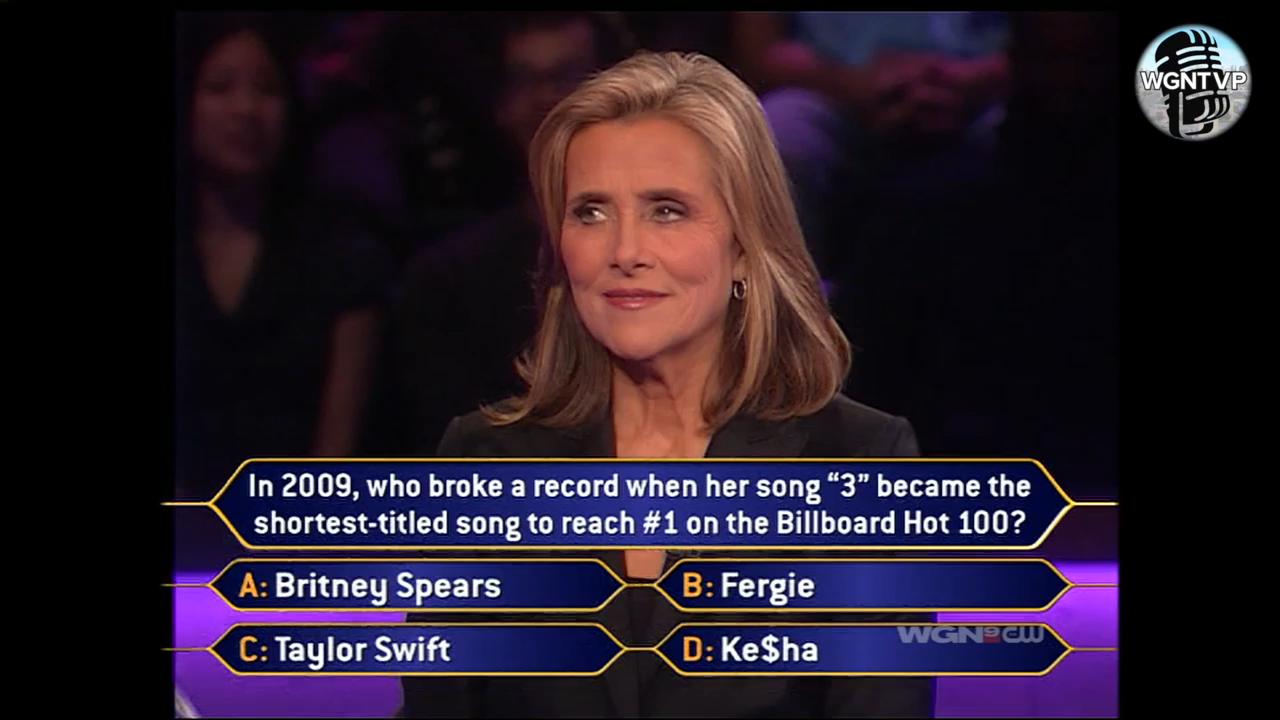 WGNTVP
In 2009, who broke a record when her song “3” became the
shortest-titled song to reach #1 on the Billboard Hot 100?
A: Britney Spears
B: Fergie
C: Taylor Swift
D: Ke$ha
WGN9 CW